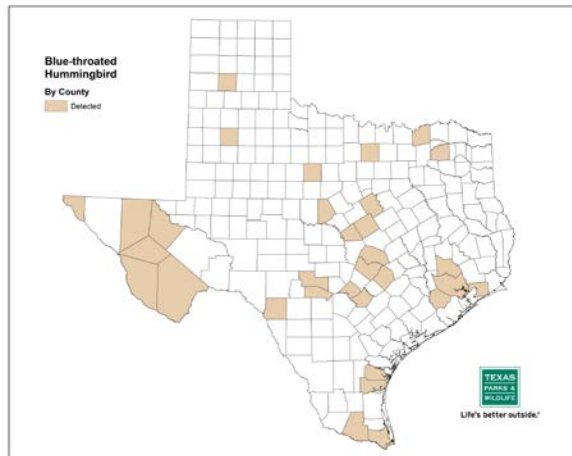 Blue-throated
Hummingbird
By County
Detected
TEXAS
PARKS &
WILDLIFE
Life's better outside.®